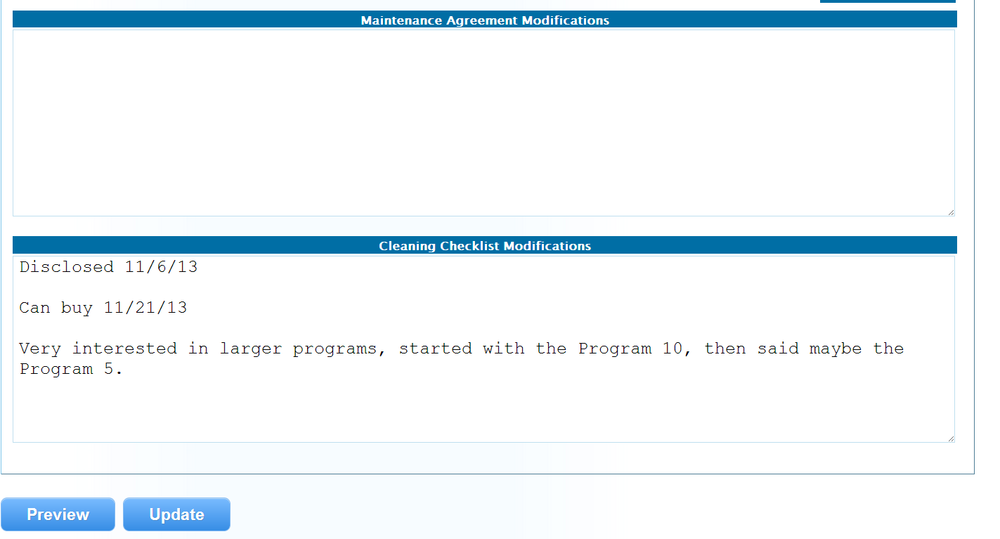 Maintenance Agreement Modifications
Cleaning Checklist Modifications
Disclosed 11/6/13
Can buy 11/21/13
Very interested in larger programs, started with the Program 10, then said maybe the
Program 5.
Preview
Update